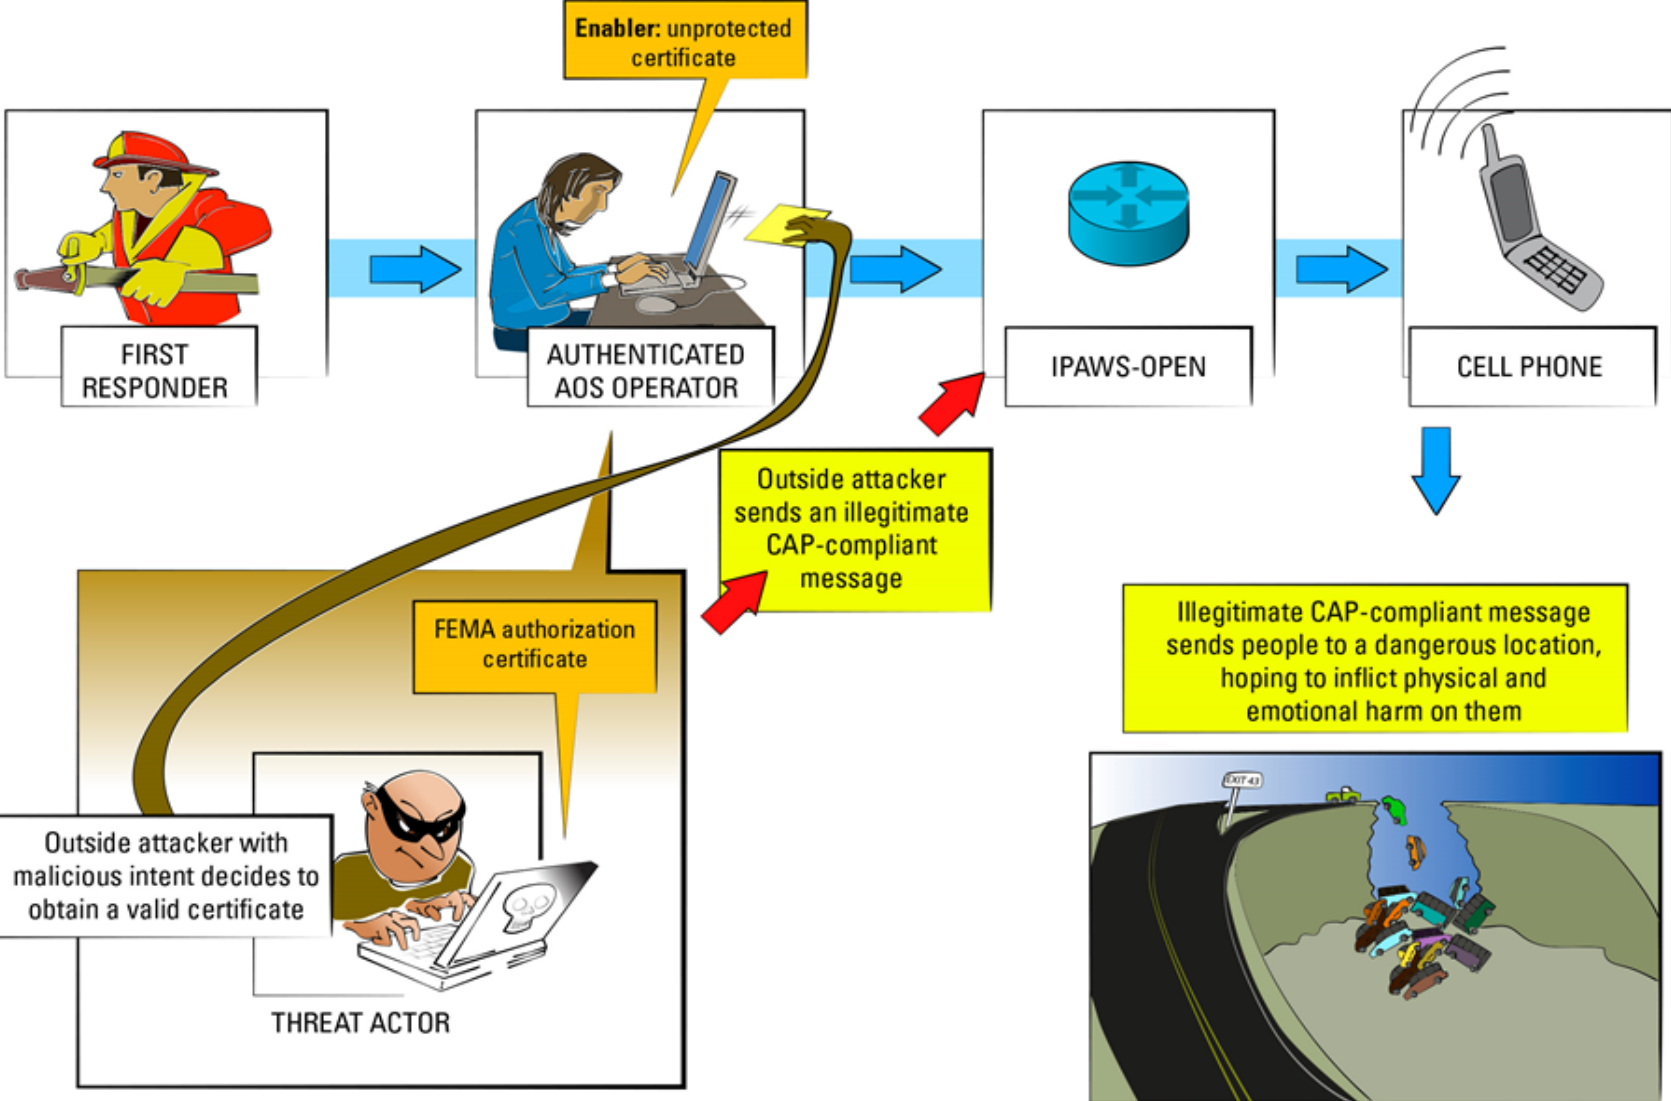 Enabler: unprotected
certificate
FIRST
RESPONDER
AUTHENTICATED
AOS OPERATOR
IPAWS-OPEN
CELL PHONE
Outside attacker
sends an illegitimate
CAP-compliant
message
FEMA authorization
certificate
Illegitimate CAP-compliant message
sends people to a dangerous location,
hoping to inflict physical and
emotional harm on them
EXIT 43
Outside attacker with
malicious intent decides to
obtain a valid certificate
THREAT ACTOR